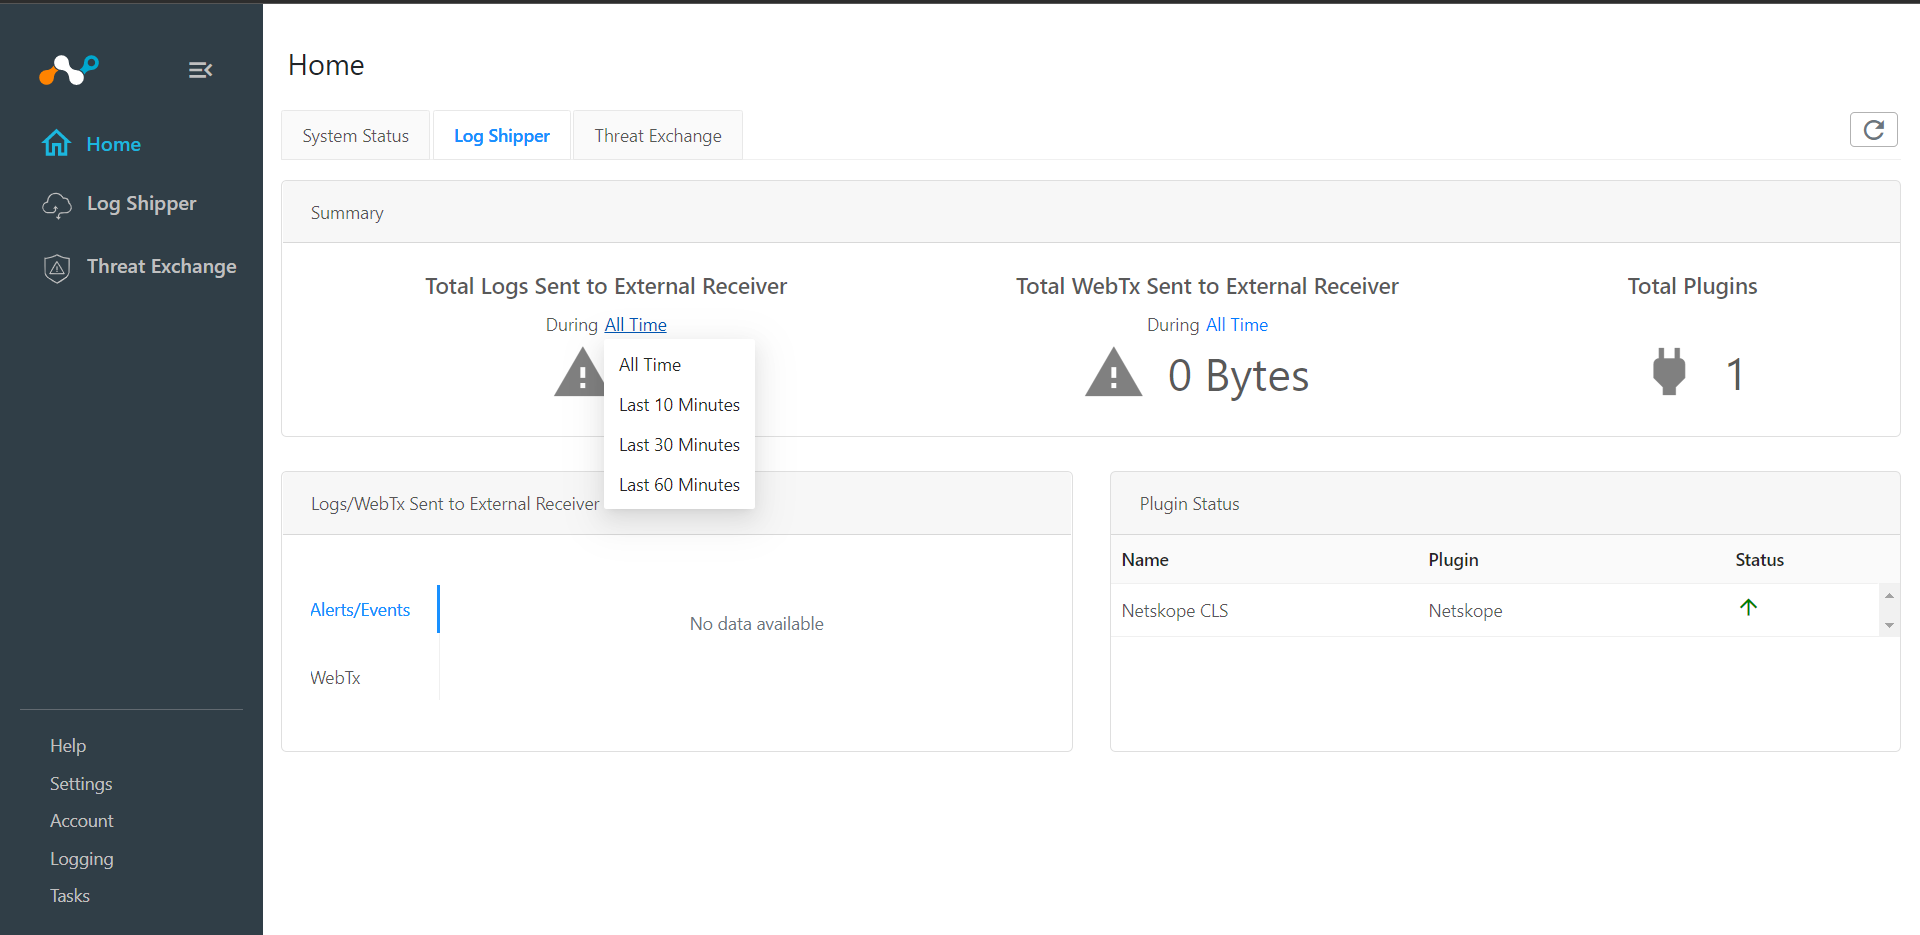 Home
Log Shipper
Threat Exchange
Help
Settings
Account
Logging
Tasks
Home
System Status
Log Shipper
Threat Exchange
Summary
Total Logs Sent to External Receiver
During All Time
All Time
Last 10 Minutes
Last 30 Minutes
Last 60 Minutes
Total WebTx Sent to External Receiver
During All Time
0 Bytes
Total Plugins
1
Logs/WebTx Sent to External Receiver
Alerts/Events
WebTx
No data available
Plugin Status
Name Plugin Status
Netskope CLS Netskope